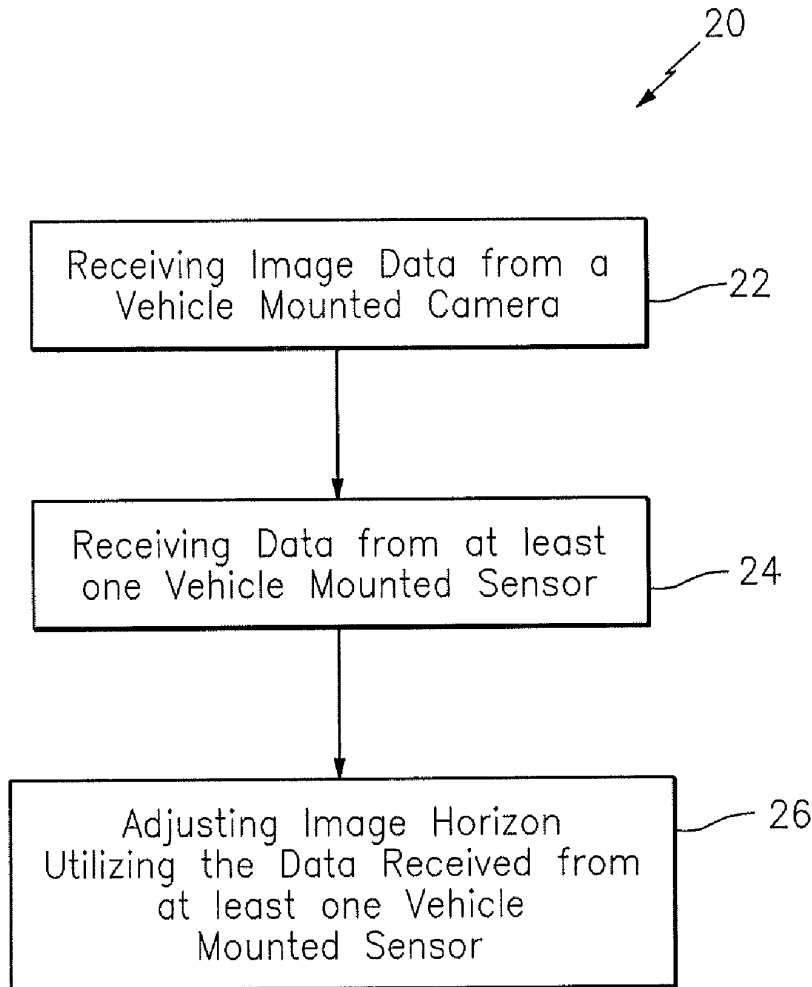 20
Receiving Image Data from a
Vehicle Mounted Camera
22
Receiving Data from at least
one Vehicle Mounted Sensor
24
Adjusting Image Horizon
Utilizing the Data Received from
at least one Vehicle
Mounted Sensor
26